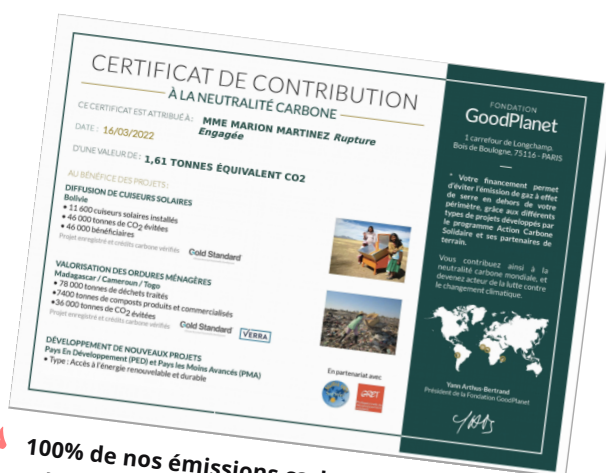 CERTIFICAT DE CONTRIBUTION
À LA NEUTRALITÉ CARBONE
CE CERTIFICAT EST ATTRIBUÉ À : MME MARION MARTINEZ Rupture
Engagée
DATE : 16/03/2022
D'UNE VALEUR DE : 1,61 TONNES ÉQUIVALENT CO2
AU BÉNÉFICE DES PROJETS :
DIFFUSION DE CUISEURS SOLAIRES
Bolivie
• 11 600 cuiseurs solaires installés
• 46 000 tonnes de CO2 évitées
• 46 000 bénéficiaires
Projet enregistré et crédits carbone vérifiés Gold Standard
VALORISATION DES ORDURES MÉNAGÈRES
Madagascar / Cameroun / Togo
• 78 000 tonnes de déchets traités
•7400 tonnes de composts produits et commercialisés
•36 000 tonnes de CO2 évitées
Projet enregistré et crédits carbone vérifiés Gold Standard VERRA
DÉVELOPPEMENT DE NOUVEAUX PROJETS
Pays En Développement (PED) et Pays les Moins Avancés (PMA)
• Type : Accès à l'énergie renouvelable et durable
En partenariat avec
FONDATION
GoodPlanet
1 carrefour de Longchamp.
Bois de Boulogne, 75116 - PARIS
* Votre financement permet
d'éviter l'émission de gaz à effet
de serre en dehors de votre
périmètre, grâce aux différents
types de projets développés par
le programme Action Carbone
Solidaire et ses partenaires de
terrain.
Vous contribuez ainsi à la
neutralité carbone mondiale, et
devenez acteur de la lutte contre
le changement climatique.
Yann Arthus-Bertrand
Président de la Fondation GoodPlanet
100% de nos émissions